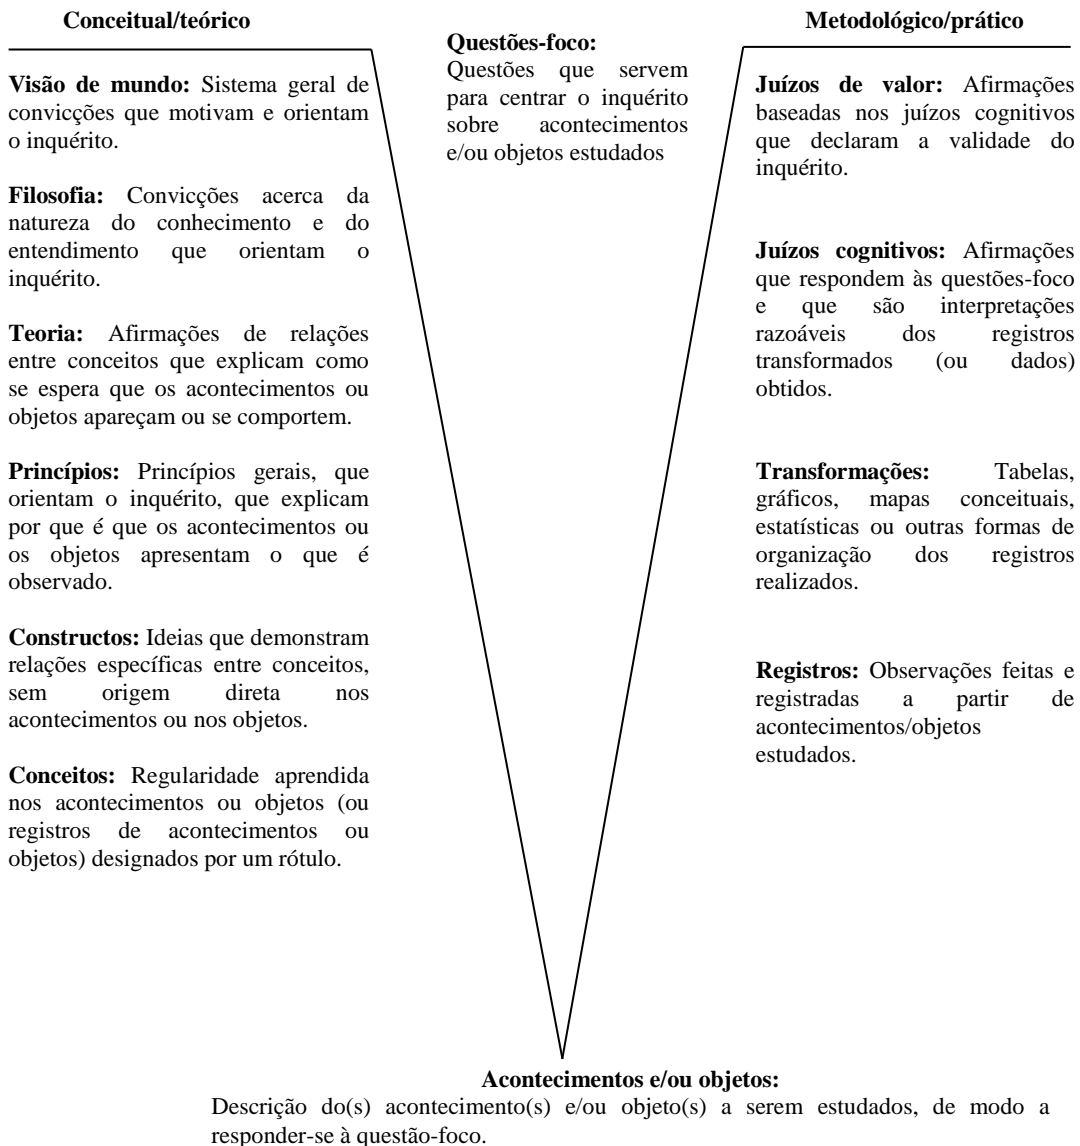 Conceitual/teórico
Visão de mundo: Sistema geral de
convicções que motivam e orientam
o inquérito.
Filosofia: Convicções acerca da
natureza do conhecimento e do
entendimento que orientam o
inquérito.
Teoria: Afirmações de relações
entre conceitos que explicam como
se espera que os acontecimentos ou
objetos apareçam ou se comportem.
Princípios: Princípios gerais, que
orientam o inquérito, que explicam
por que é que os acontecimentos ou
os objetos apresentam o que é
observado.
Constructos: Ideias que demonstram
relações específicas entre conceitos,
sem origem direta nos
acontecimentos ou nos objetos.
Conceitos: Regularidade aprendida
nos acontecimentos ou objetos (ou
registros de acontecimentos ou
objetos) designados por um rótulo.
Questões-foco:
Questões que servem
para centrar o inquérito
sobre acontecimentos
e/ou objetos estudados
Metodológico/prático
Juízos de valor: Afirmações
baseadas nos juízos cognitivos
que declaram a validade do
inquérito.
Juízos cognitivos: Afirmações
que respondem às questões-foco
e que são interpretações
razoáveis dos registros
transformados (ou dados)
obtidos.
Transformações: Tabelas,
gráficos, mapas conceituais,
estatísticas ou outras formas de
organização dos registros
realizados.
Registros: Observações feitas e
registradas a partir de
acontecimentos/objetos
estudados.
Acontecimentos e/ou objetos:
Descrição do(s) acontecimento(s) e/ou objeto(s) a serem estudados, de modo a
responder-se à questão-foco.